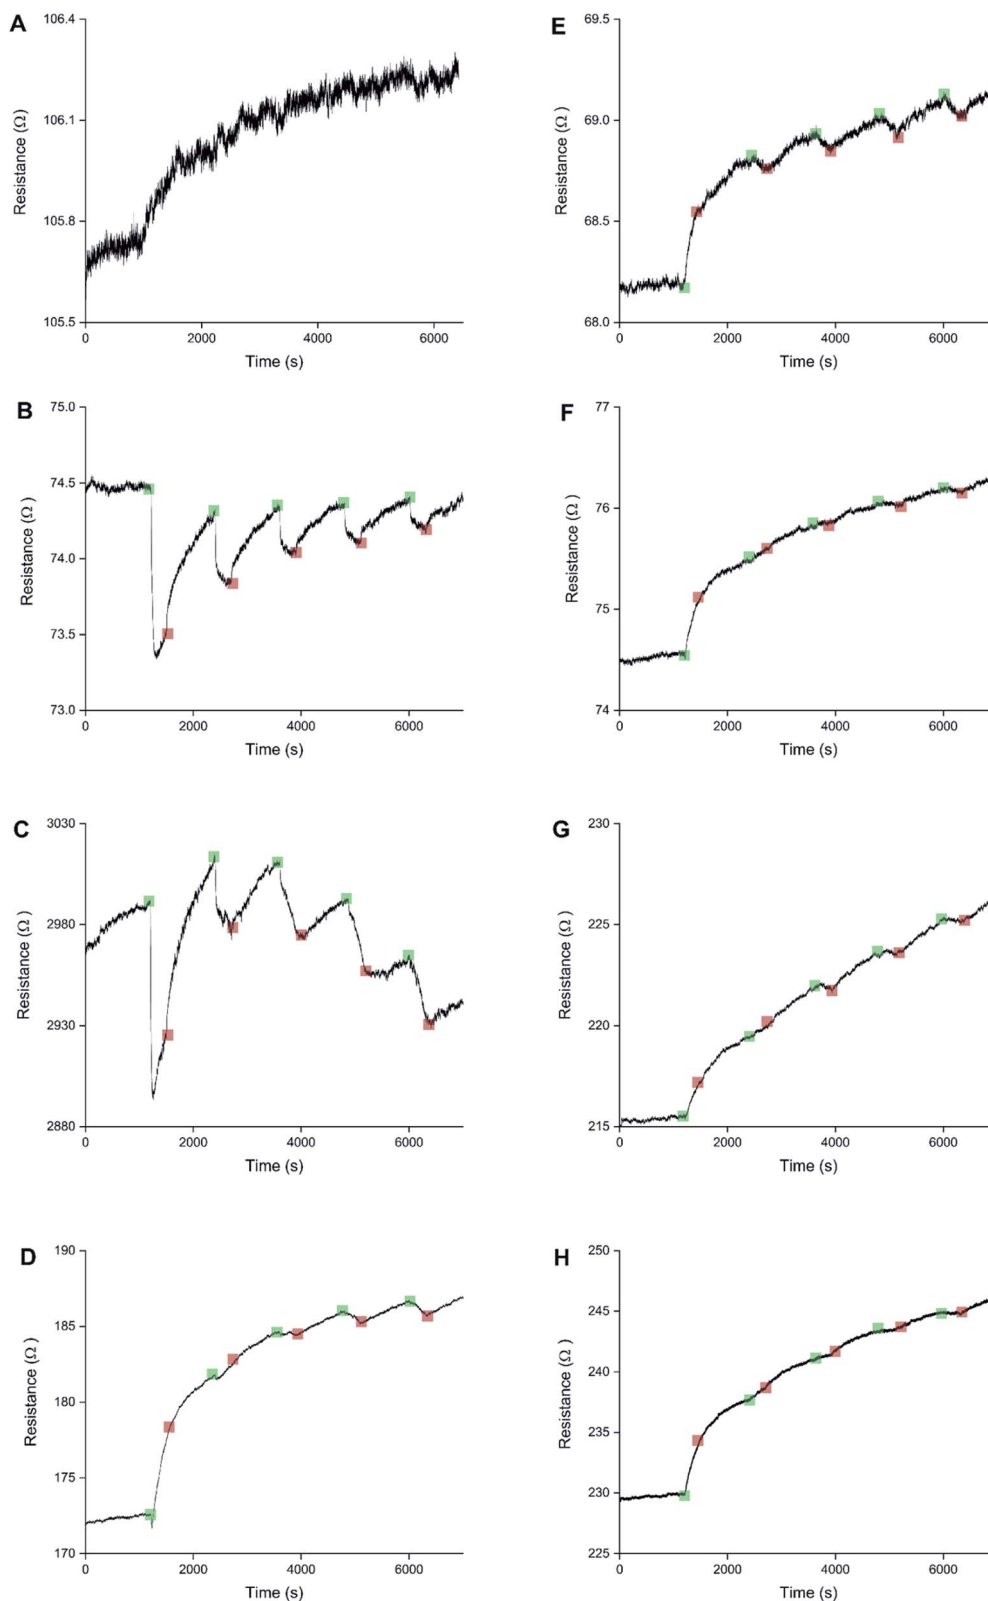 A
106.4
106.1
105.8
105.5
Resistance (Ω)
0 2000 4000 6000
Time (s)
B
75.0
74.5
74.0
73.5
73.0
Resistance (Ω )
0 2000 4000 6000
Time (s)
C
3030
2980
2930
2880
Resistance (Ω )
0 2000 4000 6000
Time (s)
D
190
185
180
175
170
Resistance (Ω )
0 2000 4000 6000
Time (s)
E
69.5
69.0
68.5
68.0
Resistance (Ω )
0 2000 4000 6000
Time (s)
F
77
76
75
74
Resistance (Ω )
0 2000 4000 6000
Time (s)
G
230
225
220
215
Resistance (Ω )
0 2000 4000 6000
Time (s)
H
250
245
240
235
230
225
Resistance (Ω )
0 2000 4000 6000
Time (s)